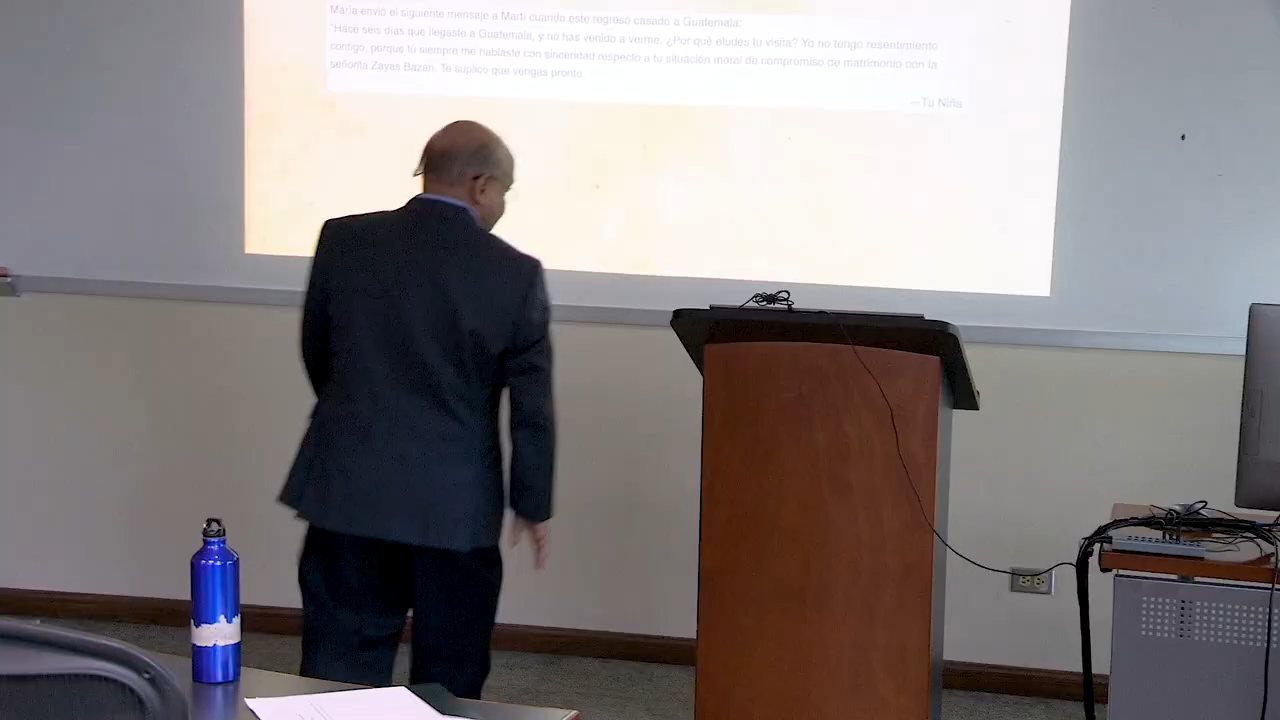 María envió el siguiente mensaje a Martí cuando este regresó casado a Guatemala:
"Hace seis días que llegaste a Guatemala, y no has venido a verme. ¿Por qué eludes tu visita? Yo no tengo resentimiento
contigo, porque tú siempre me hablaste con sinceridad respecto a tu situación moral de compromiso de matrimonio con la
señorita Zayas Bazán. Te suplico que vengas pronto.
—Tu Niña